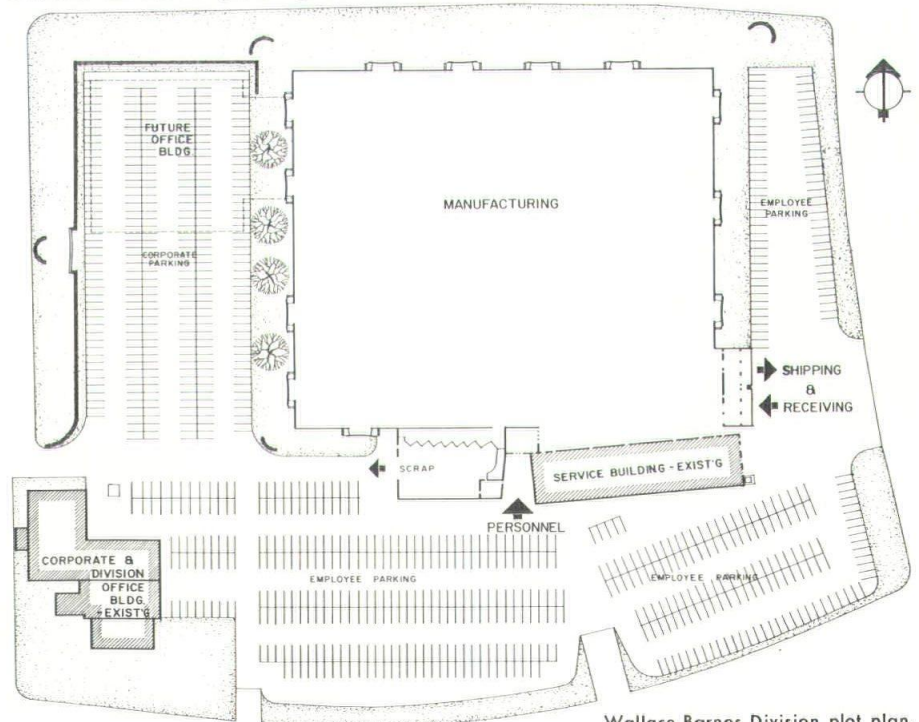 FUTURE
OFFICE
BLDG.
CORPORATE
PARKING
MANUFACTURING
EMPLOYEE
PARKING
SHIPPING
&
RECEIVING
SCRAP
SERVICE BUILDING - EXIST'G
PERSONNEL
CORPORATE &
DIVISION
OFFICE
BLDG.
- EXIST'G
EMPLOYEE PARKING
EMPLOYEE PARKING
Wallace Barnes Division plot plan